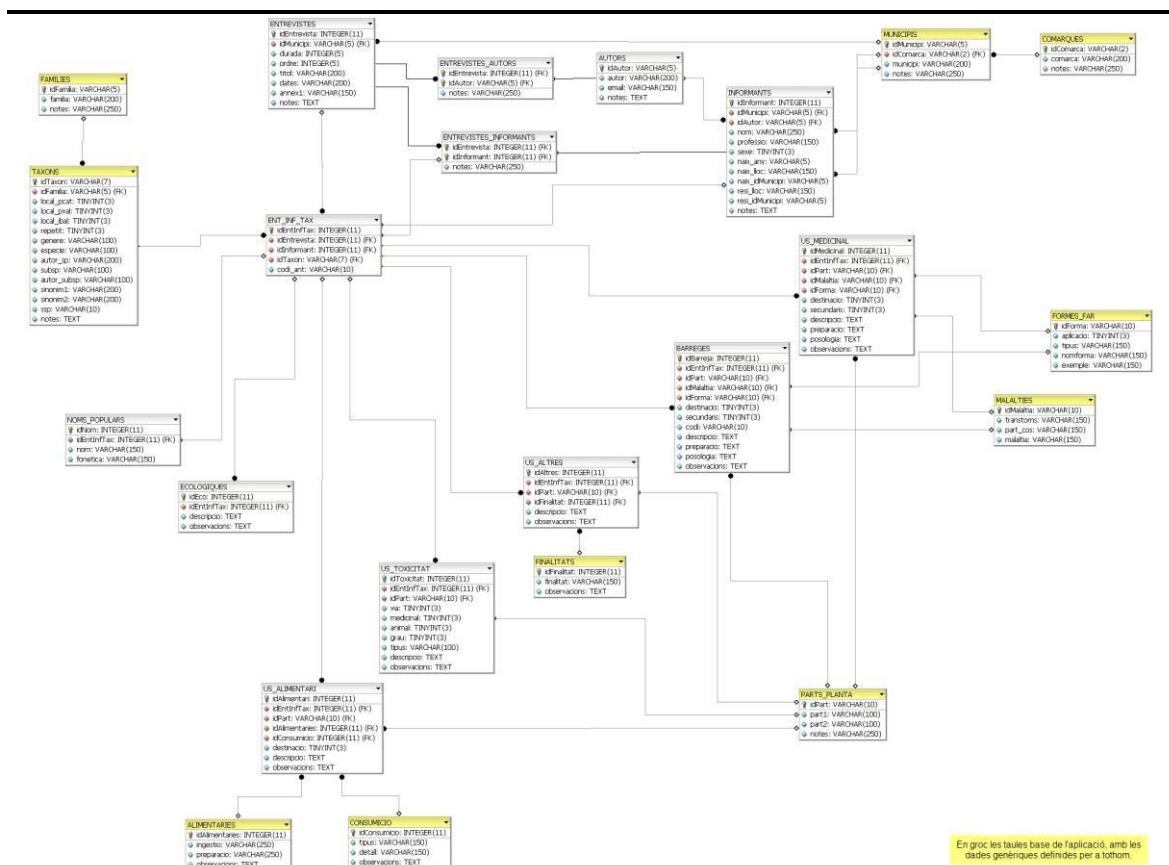 ENTREVISTES
idEntrevista: INTEGER(11)
idMunicipi: VARCHAR(5) (FK)
durada: INTEGER(5)
ordre: INTEGER(5)
titol: VARCHAR(200)
dates: VARCHAR(200)
annex1: VARCHAR(150)
notes: TEXT
ENTREVISTES_AUTORS
idEntrevista: INTEGER(11) (FK)
idAutor: VARCHAR(5) (FK)
notes: VARCHAR(250)
AUTORS
idAutor: VARCHAR(5)
autor: VARCHAR(200)
email: VARCHAR(150)
notes: TEXT
MUNICIPIS
idMunicipi: VARCHAR(5)
idComarca: VARCHAR(2) (FK)
municipi: VARCHAR(200)
notes: VARCHAR(250)
COMARQUES
idComarca: VARCHAR(2)
comarca: VARCHAR(200)
notes: VARCHAR(250)
FAMILIES
idFamilia: VARCHAR(5)
familia: VARCHAR(200)
notes: VARCHAR(250)
ENTREVISTES_INFORMANTS
idEntrevista: INTEGER(11) (FK)
idInformant: INTEGER(11) (FK)
notes: VARCHAR(250)
INFORMANTS
idInformant: INTEGER(11)
idMunicipi: VARCHAR(5) (FK)
idAutor: VARCHAR(5) (FK)
nom: VARCHAR(250)
professio: VARCHAR(150)
sexe: TINYINT(3)
naix_any: VARCHAR(5)
naix_lloc: VARCHAR(150)
naix_idMunicipi: VARCHAR(5)
resi_lloc: VARCHAR(150)
resi_idMunicipi: VARCHAR(5)
notes: TEXT
TAXONS
idTaxon: VARCHAR(7)
idFamilia: VARCHAR(5) (FK)
local_pcat: TINYINT(3)
local_pval: TINYINT(3)
local_ibal: TINYINT(3)
repetit: TINYINT(3)
genere: VARCHAR(100)
especie: VARCHAR(100)
autor_sp: VARCHAR(200)
subsp: VARCHAR(100)
autor_subsp: VARCHAR(100)
sinonim1: VARCHAR(200)
sinonim2: VARCHAR(200)
ssp: VARCHAR(10)
notes: TEXT
ENT_INF_TAX
idEntInfTax: INTEGER(11)
idEntrevista: INTEGER(11) (FK)
idInformant: INTEGER(11) (FK)
idTaxon: VARCHAR(7) (FK)
codi_ant: VARCHAR(10)
US_MEDICINAL
idMedicinal: INTEGER(11)
idEntInfTax: INTEGER(11) (FK)
idPart: VARCHAR(10) (FK)
idMalaltia: VARCHAR(10) (FK)
idForma: VARCHAR(10) (FK)
destinacio: TINYINT(3)
secundaris: TINYINT(3)
descripcio: TEXT
preparacio: TEXT
posologia: TEXT
observacions: TEXT
FORMES_FAR
idForma: VARCHAR(10)
aplicacio: TINYINT(3)
tipus: VARCHAR(150)
nomforma: VARCHAR(150)
exemple: VARCHAR(150)
BARREGES
idBarreja: INTEGER(11)
idEntInfTax: INTEGER(11) (FK)
idPart: VARCHAR(10) (FK)
idMalaltia: VARCHAR(10) (FK)
idForma: VARCHAR(10) (FK)
destinacio: TINYINT(3)
secundaris: TINYINT(3)
codi: VARCHAR(10)
descripcio: TEXT
preparacio: TEXT
posologia: TEXT
observacions: TEXT
MALALTIES
idMalaltia: VARCHAR(10)
transtorns: VARCHAR(150)
part_cos: VARCHAR(150)
malaltia: VARCHAR(150)
NOMS_POPULARS
idNom: INTEGER(11)
idEntInfTax: INTEGER(11) (FK)
nom: VARCHAR(150)
fonetica: VARCHAR(150)
ECOLOGIQUES
idEco: INTEGER(11)
idEntInfTax: INTEGER(11) (FK)
descripcio: TEXT
observacions: TEXT
US_ALTRES
idAltres: INTEGER(11)
idEntInfTax: INTEGER(11) (FK)
idPart: VARCHAR(10) (FK)
idFinalitat: INTEGER(11) (FK)
descripcio: TEXT
observacions: TEXT
FINALITATS
idFinalitat: INTEGER(11)
finalitat: VARCHAR(150)
observacions: TEXT
US_TOXICITAT
idToxicitat: INTEGER(11)
idEntInfTax: INTEGER(11) (FK)
idPart: VARCHAR(10) (FK)
via: TINYINT(3)
medicinal: TINYINT(3)
animal: TINYINT(3)
grau: TINYINT(3)
tipus: VARCHAR(100)
descripcio: TEXT
observacions: TEXT
US_ALIMENTARI
idAlimentari: INTEGER(11)
idEntInfTax: INTEGER(11) (FK)
idPart: VARCHAR(10) (FK)
idAlimentaries: INTEGER(11) (FK)
idConsumicio: INTEGER(11) (FK)
destinacio: TINYINT(3)
descripcio: TEXT
observacions: TEXT
PARTS_PLANTA
idPart: VARCHAR(10)
part1: VARCHAR(100)
part2: VARCHAR(100)
notes: VARCHAR(250)
ALIMENTARIES
idAlimentaries: INTEGER(11)
ingestio: VARCHAR(250)
preparacio: VARCHAR(250)
observacions: TEXT
CONSUMICIO
idConsumicio: INTEGER(11)
tipus: VARCHAR(150)
detall: VARCHAR(150)
observacions: TEXT
En groc les taules base de l'aplicació, amb les
dades genèriques definides per a tothom